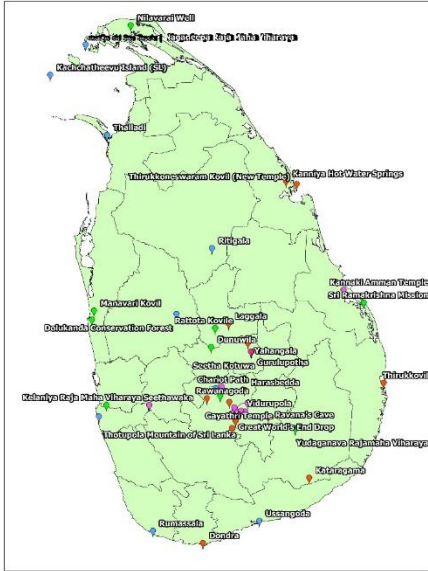 Nilavarai Well
Nagadeepa Raja Maha Viharaya
Kachchatheevu Island (SL)
Thalladi
Thirukkoneswaram Kovil (New Temple)
Kanniya Hot Water Springs
Ritigala
Kannaki Amman Temple
Sri Ramakrishna Mission
Manavari Kovil
Rattota Kovile
Laggala
Dolukanda Conservation Forest
Dunuwila
Yahangala
Gurulupotha
Seetha Kotuwa
Thirukkovil
Chariot Path
Harasbedda
Kelaniya Raja Maha Viharaya
Seethawaka
Rawanagoda
Vidurupola
Gayathri Temple
Ravana's Cave
Great World's End Drop
Thotupola Mountain of Sri Lanka
Yudaganava Rajamaha Viharaya
Kataragama
Ussangoda
Rumassala
Dondra